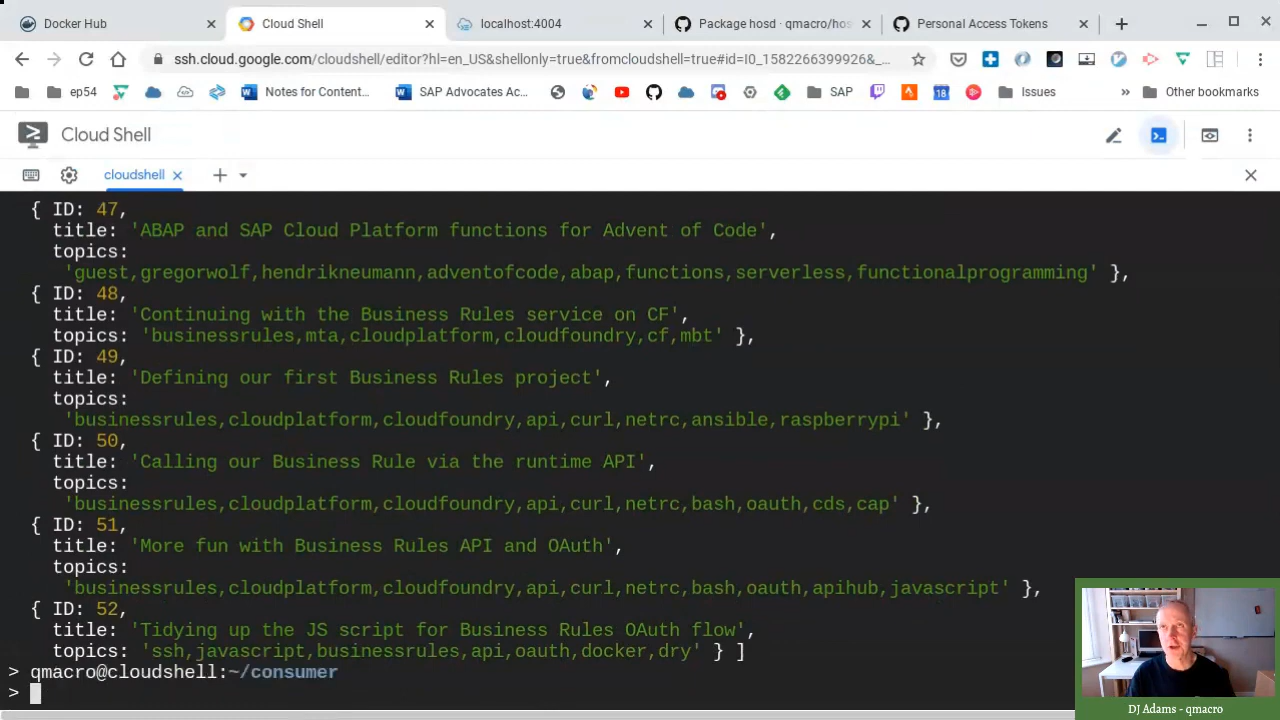 Docker Hub
Cloud Shell
localhost:4004
Package hosd · qmacro/hos
Personal Access Tokens
ssh.cloud.google.com/cloudshell/editor?hl=en_US&shellonly=true&fromcloudshell=true#id=I0_1582266399926&_...
ep54
Notes for Content...
SAP Advocates Ac...
18
SAP
Issues
»
Other bookmarks
Cloud Shell
cloudshell
{ ID: 47,
title: 'ABAP and SAP Cloud Platform functions for Advent of Code',
topics:
'guest,gregorwolf,hendrikneumann,adventofcode,abap,functions,serverless,functionalprogramming' },
{ ID: 48,
title: 'Continuing with the Business Rules service on CF',
topics: 'businessrules,mta,cloudplatform,cloudfoundry,cf,mbt' },
{ ID: 49,
title: 'Defining our first Business Rules project',
topics:
'businessrules,cloudplatform,cloudfoundry,api,curl,netrc,ansible,raspberrypi' },
{ ID: 50,
title: 'Calling our Business Rule via the runtime API',
topics:
'businessrules,cloudplatform,cloudfoundry,api,curl,netrc,bash,oauth,cds,cap' },
{ ID: 51,
title: 'More fun with Business Rules API and OAuth',
topics:
'businessrules,cloudplatform,cloudfoundry,api,curl,netrc,bash,oauth,apihub,javascript' },
{ ID: 52,
title: 'Tidying up the JS script for Business Rules OAuth flow',
topics: 'ssh,javascript,businessrules,api,oauth,docker,dry' } ]
> qmacro@cloudshell:~/consumer
>
DJ Adams - qmacro